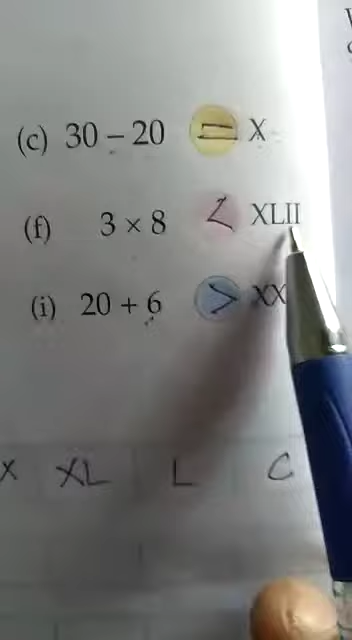 (c) 30 – 20 = X
(f) 3 × 8 < XLII
(i) 20 + 6 > XX
X XL L C